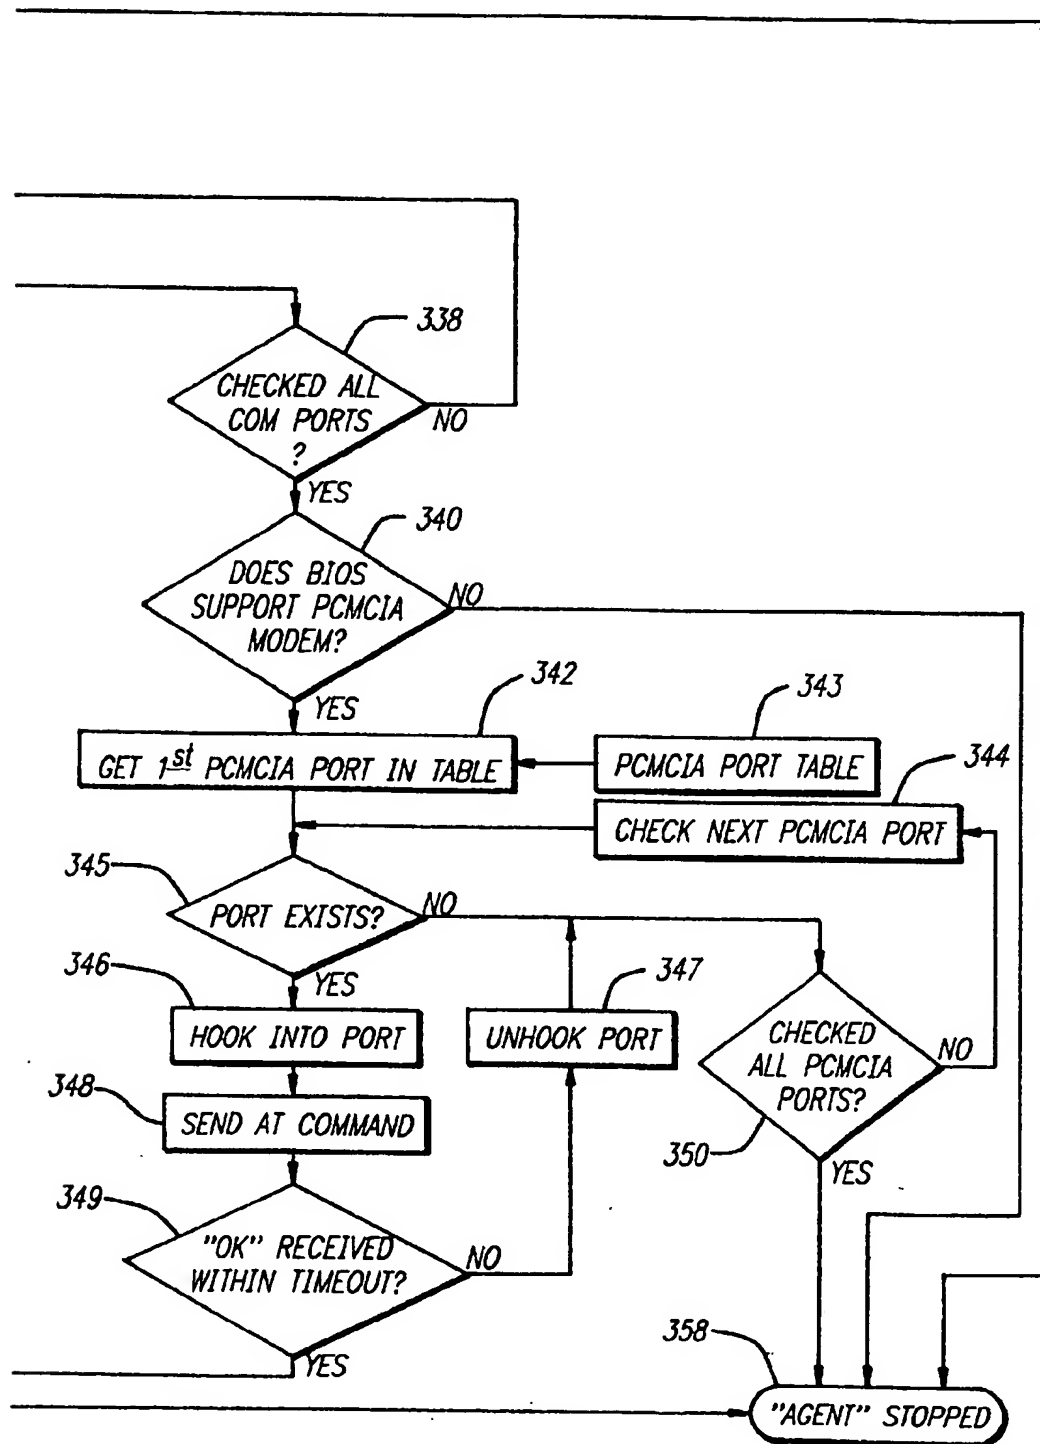 338
CHECKED ALL
COM PORTS
?
NO
YES
340
DOES BIOS
SUPPORT PCMCIA
MODEM?
NO
YES
342
GET 1st PCMCIA PORT IN TABLE
343
PCMCIA PORT TABLE
344
CHECK NEXT PCMCIA PORT
345
PORT EXISTS?
NO
YES
346
HOOK INTO PORT
347
UNHOOK PORT
348
SEND AT COMMAND
349
"OK" RECEIVED
WITHIN TIMEOUT?
NO
YES
CHECKED
ALL PCMCIA
PORTS?
NO
350
YES
358
"AGENT" STOPPED